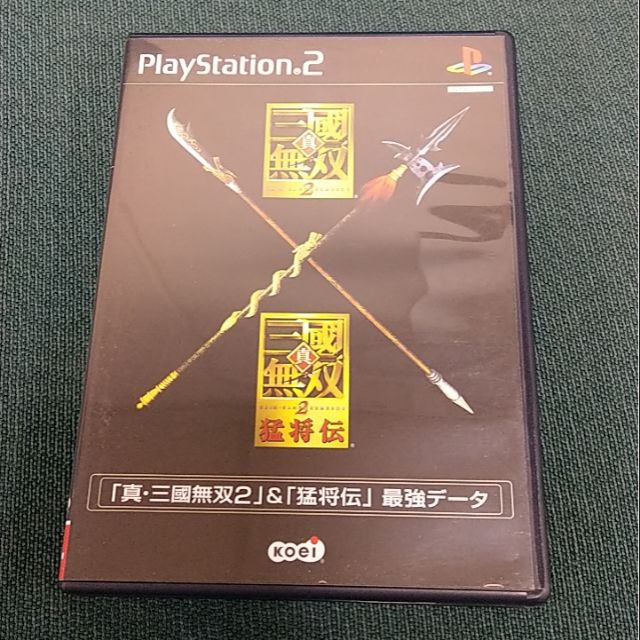 PlayStation.2
真
三國
無双
2
真
三國
無双
2
猛将伝
「真・三國無双2」&「猛将伝」最強データ
KOEI